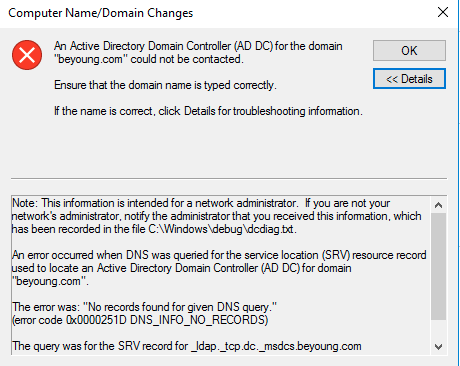 Computer Name/Domain Changes
An Active Directory Domain Controller (AD DC) for the domain
"beyoung.com" could not be contacted.
Ensure that the domain name is typed correctly.
If the name is correct, click Details for troubleshooting information.
OK
<< Details
Note: This information is intended for a network administrator.  If you are not your
network's administrator, notify the administrator that you received this information, which
has been recorded in the file C:\Windows\debug\dcdiag.txt.
An error occurred when DNS was queried for the service location (SRV) resource record
used to locate an Active Directory Domain Controller (AD DC) for domain
"beyoung.com".
The error was: "No records found for given DNS query."
(error code 0x0000251D DNS_INFO_NO_RECORDS)
The query was for the SRV record for _ldap._tcp.dc._msdcs.beyoung.com